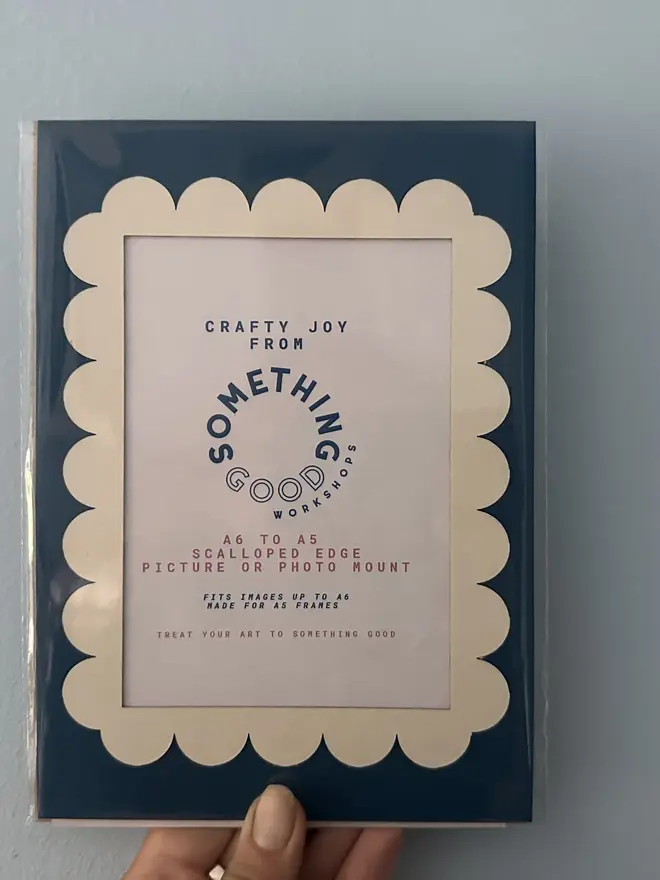 CRAFTY JOY
FROM
SOMETHING
GOOD
WORKSHOPS
A6 TO A5
SCALLOPED EDGE
PICTURE OR PHOTO MOUNT
FITS IMAGES UP TO A6
MADE FOR A5 FRAMES
TREAT YOUR ART TO SOMETHING GOOD